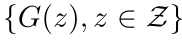 {G(z), z ∈ 𝒵}